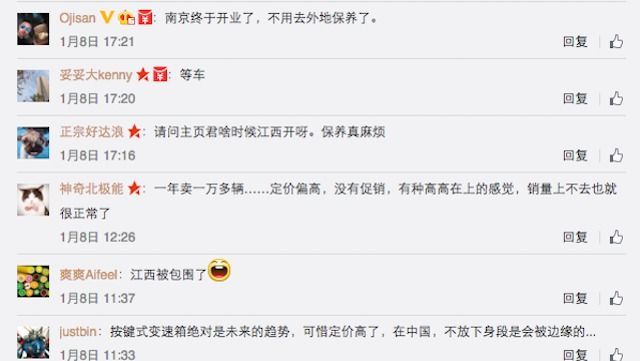 Ojisan：南京终于开业了，不用去外地保养了。
1月8日 17:21
回复
妥妥大kenny：等车
1月8日 17:20
回复
正宗好达浪：请问主页君啥时候江西开呀。保养真麻烦
1月8日 17:16
回复
神奇北极能：一年卖一万多辆……定价偏高，没有促销，有种高高在上的感觉，销量上不去也就
很正常了
1月8日 12:26
回复
爽爽Aifeel：江西被包围了
1月8日 11:37
回复
justbin：按键式变速箱绝对是未来的趋势，可惜定价高了，在中国，不放下身段是会被边缘的...
1月8日 11:33
回复